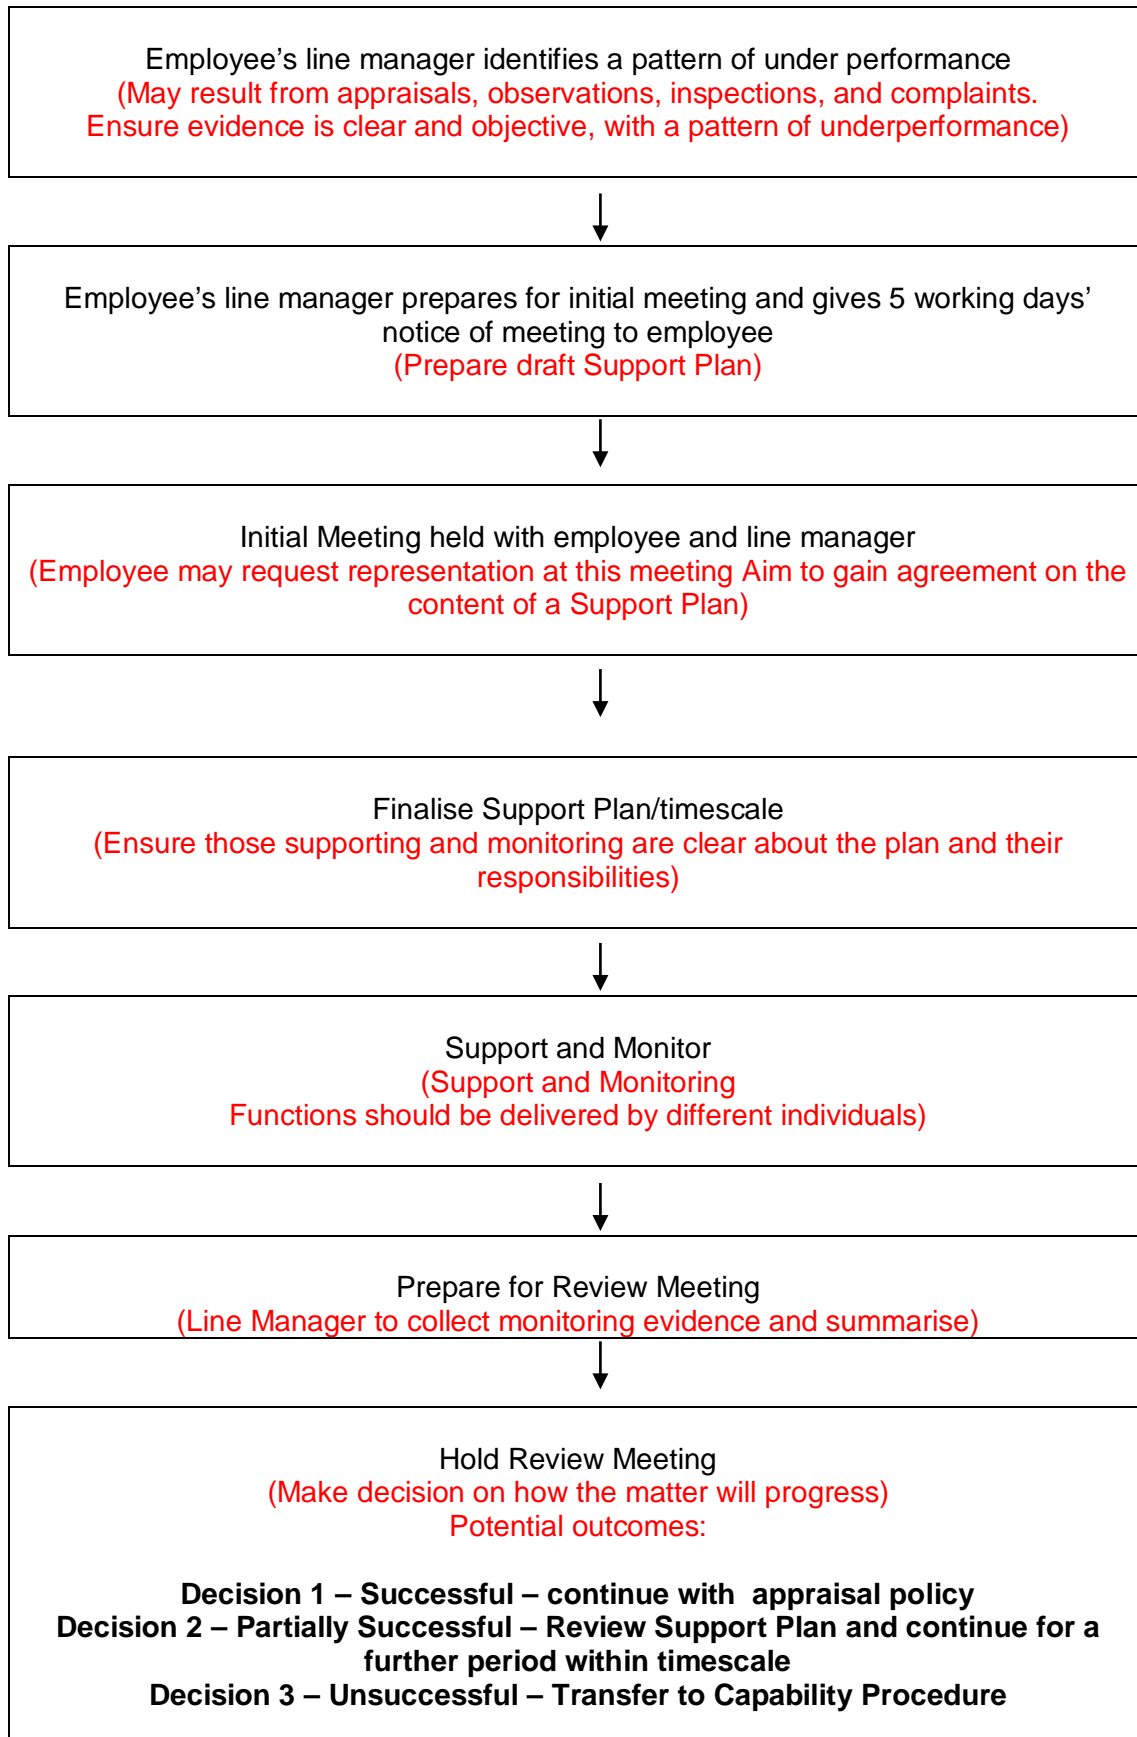 Employee’s line manager identifies a pattern of under performance
(May result from appraisals, observations, inspections, and complaints.
Ensure evidence is clear and objective, with a pattern of underperformance)
Employee’s line manager prepares for initial meeting and gives 5 working days’
notice of meeting to employee
(Prepare draft Support Plan)
Initial Meeting held with employee and line manager
(Employee may request representation at this meeting Aim to gain agreement on the
content of a Support Plan)
Finalise Support Plan/timescale
(Ensure those supporting and monitoring are clear about the plan and their
responsibilities)
Support and Monitor
(Support and Monitoring
Functions should be delivered by different individuals)
Prepare for Review Meeting
(Line Manager to collect monitoring evidence and summarise)
Hold Review Meeting
(Make decision on how the matter will progress)
Potential outcomes:
Decision 1 – Successful – continue with  appraisal policy
Decision 2 – Partially Successful – Review Support Plan and continue for a
further period within timescale
Decision 3 – Unsuccessful – Transfer to Capability Procedure